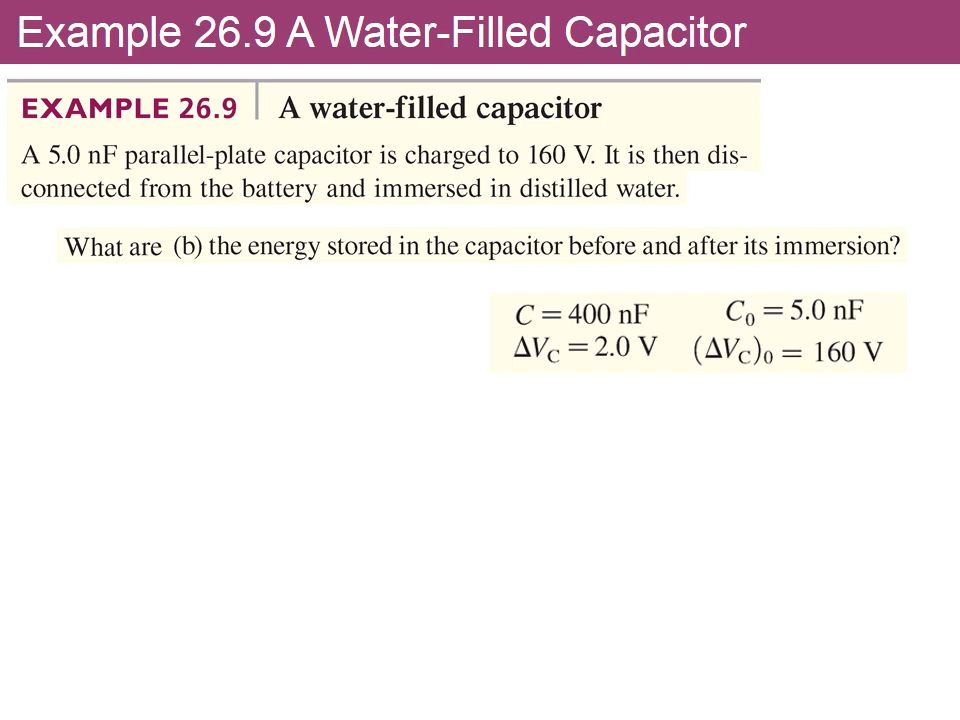 Example 26.9 A Water-Filled Capacitor
EXAMPLE 26.9 A water-filled capacitor
A 5.0 nF parallel-plate capacitor is charged to 160 V. It is then dis-
connected from the battery and immersed in distilled water.
What are (b) the energy stored in the capacitor before and after its immersion?
C = 400 nF C₀ = 5.0 nF
ΔV_C = 2.0 V (ΔV_C)₀ = 160 V